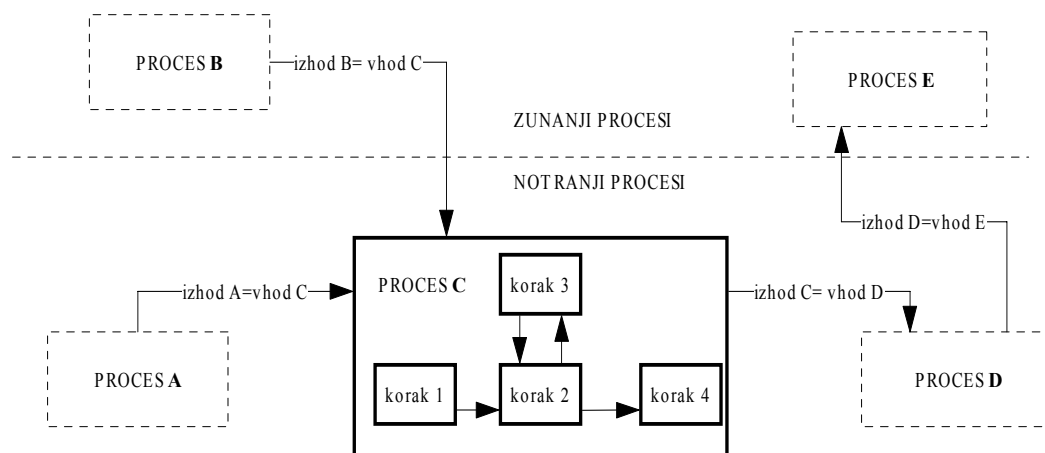 PROCES B
izhod B= vhod C
PROCES E
ZUNANJI PROCESI
NOTRANJI PROCESI
izhod D=vhod E
PROCES C
korak 3
izhod A=vhod C
izhod C= vhod D
PROCES A
korak 1
korak 2
korak 4
PROCES D